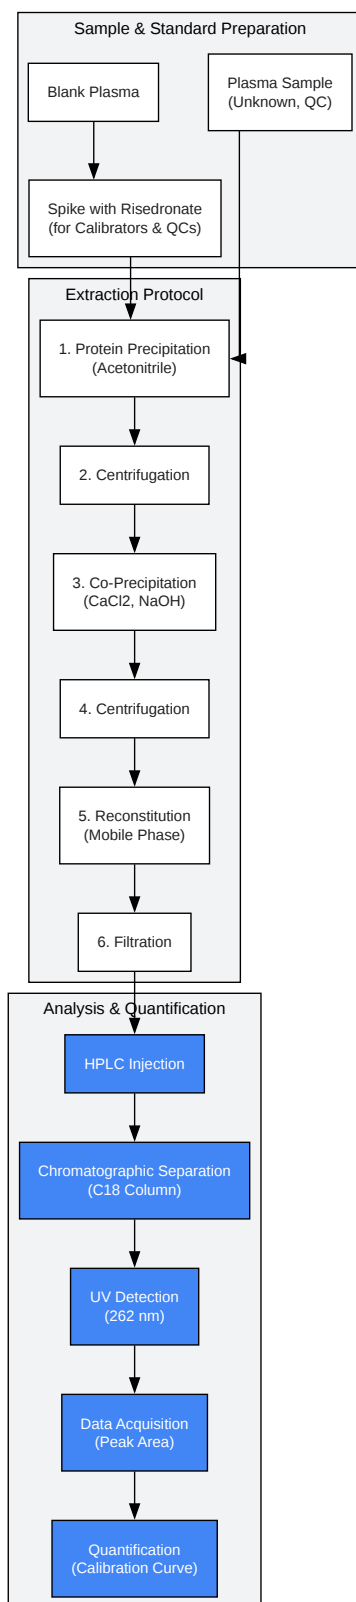 Sample & Standard Preparation
Blank Plasma
Plasma Sample
(Unknown, QC)
Spike with Risedronate
(for Calibrators & QCs)
Extraction Protocol
1. Protein Precipitation
(Acetonitrile)
2. Centrifugation
3. Co-Precipitation
(CaCl2, NaOH)
4. Centrifugation
5. Reconstitution
(Mobile Phase)
6. Filtration
Analysis & Quantification
HPLC Injection
Chromatographic Separation
(C18 Column)
UV Detection
(262 nm)
Data Acquisition
(Peak Area)
Quantification
(Calibration Curve)